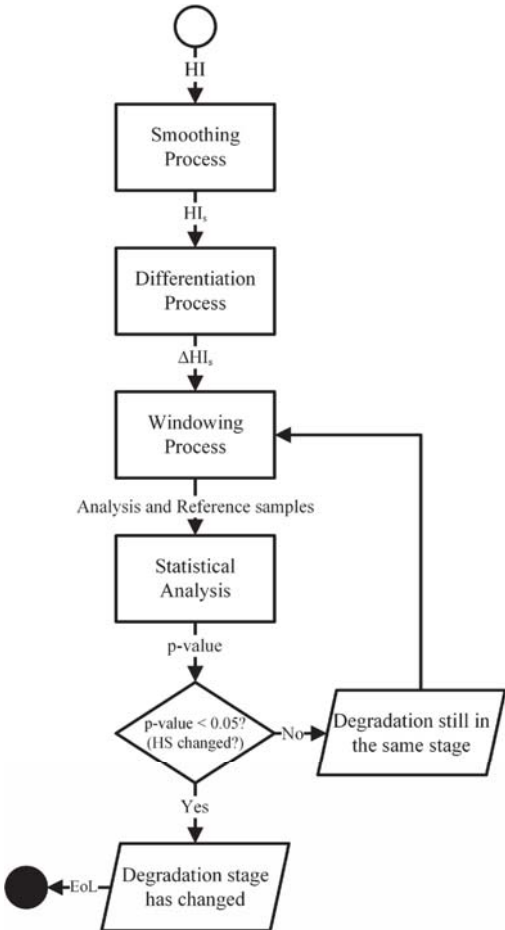 HI
Smoothing
Process
HIₛ
Differentiation
Process
ΔHIₛ
Windowing
Process
Analysis and Reference samples
Statistical
Analysis
p-value
p-value < 0.05?
(HS changed?)
No
Degradation still in
the same stage
Yes
Degradation stage
has changed
EoL